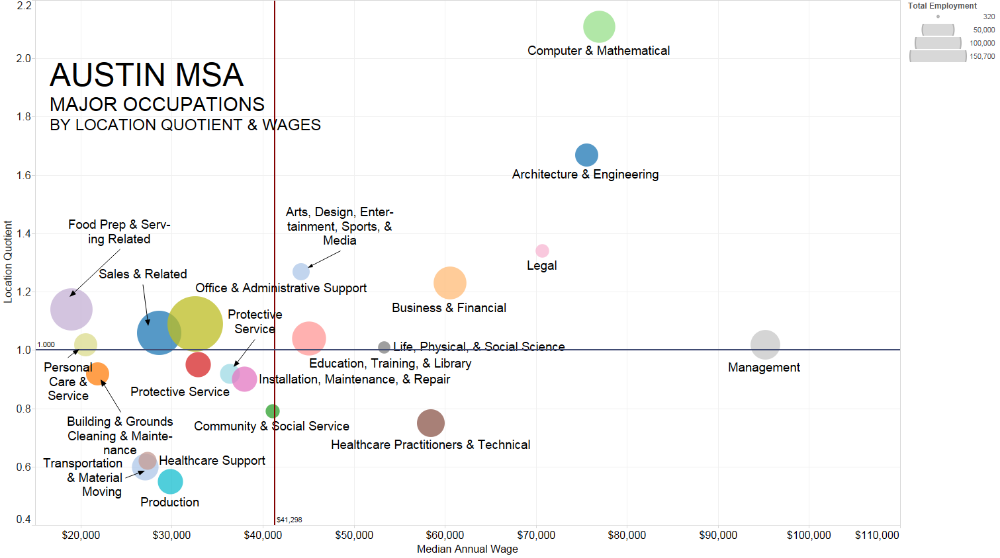 Total Employment
320
50,000
100,000
150,700
2.2
2.0
1.8
1.6
1.4
1.2
1.0
0.8
0.6
0.4
Location Quotient
AUSTIN MSA
MAJOR OCCUPATIONS
BY LOCATION QUOTIENT & WAGES
Computer & Mathematical
Architecture & Engineering
Arts, Design, Enter-
tainment, Sports, &
Media
Food Prep & Serv-
ing Related
Legal
Sales & Related
Office & Administrative Support
Business & Financial
Protective
Service
1.000
Life, Physical, & Social Science
Education, Training, & Library
Management
Personal
Care &
Service
Installation, Maintenance, & Repair
Protective Service
Building & Grounds
Cleaning & Mainte-
nance
Community & Social Service
Healthcare Practitioners & Technical
Healthcare Support
Transportation
& Material
Moving
Production
$41,298
$20,000
$30,000
$40,000
$50,000
$60,000
$70,000
$80,000
$90,000
$100,000
$110,000
Median Annual Wage